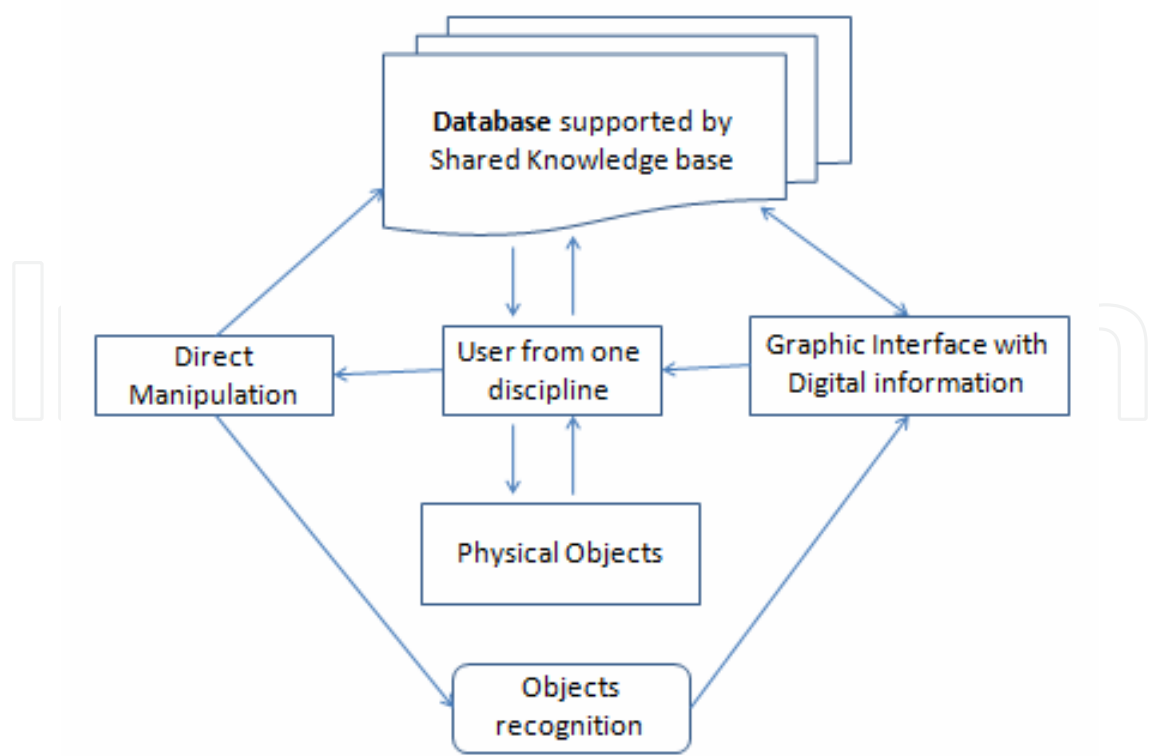 Database supported by
Shared Knowledge base
Direct
Manipulation
User from one
discipline
Graphic Interface with
Digital information
Physical Objects
Objects
recognition